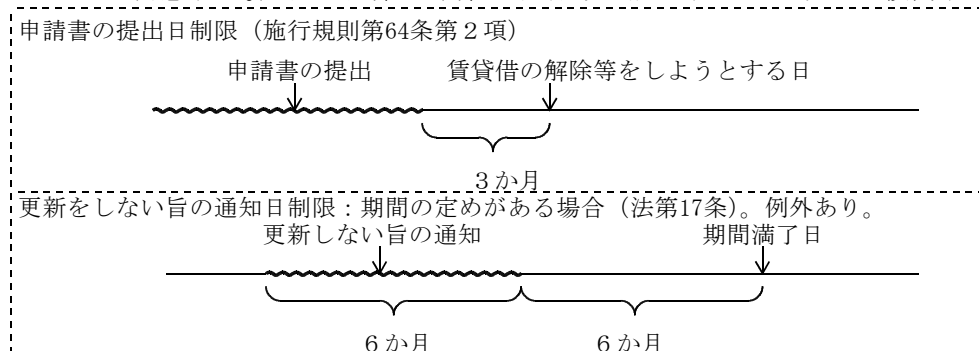 申請書の提出日制限（施行規則第64条第２項）
申請書の提出　　賃貸借の解除等をしようとする日
３か月
更新をしない旨の通知日制限：期間の定めがある場合（法第17条）。例外あり。
更新しない旨の通知　　期間満了日
６か月　　６か月